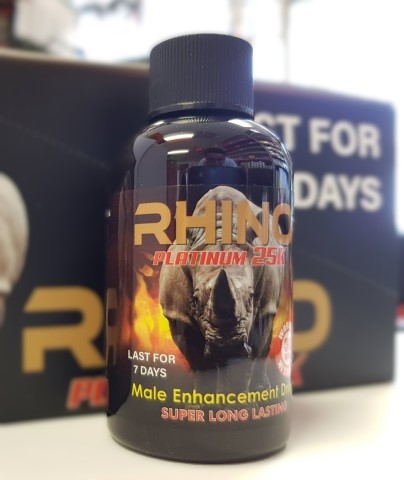 ST FOR
DAYS
RHINO
PLATINUM 25K
LAST FOR
7 DAYS
Male Enhancement D
SUPER LONG LASTING